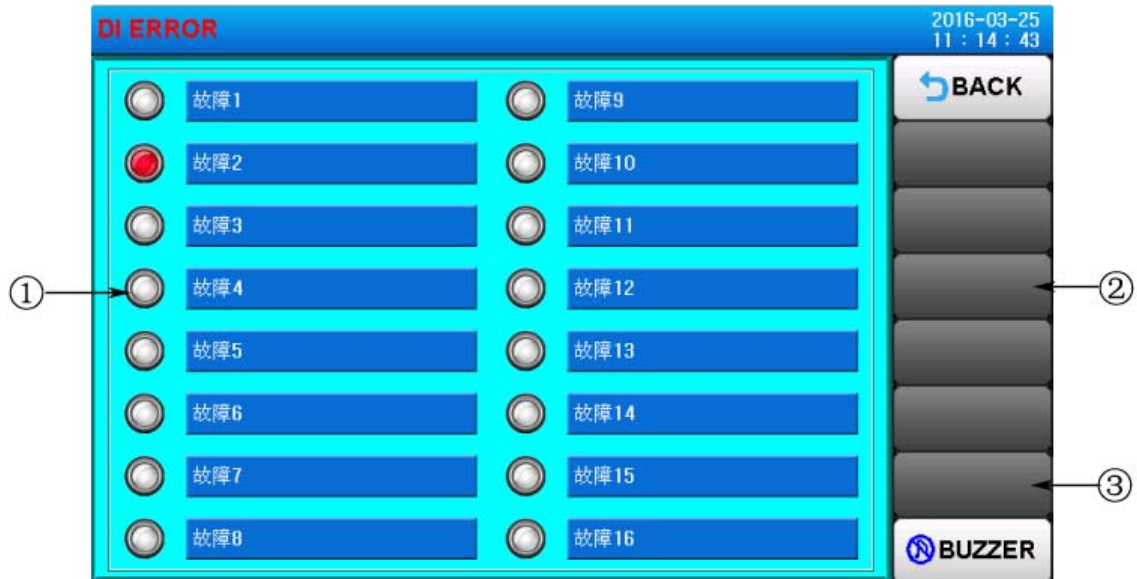 DI ERROR
2016-03-25
11 : 14 : 43
故障1
故障2
故障3
故障4
故障5
故障6
故障7
故障8
故障9
故障10
故障11
故障12
故障13
故障14
故障15
故障16
BACK
BUZZER
①
②
③